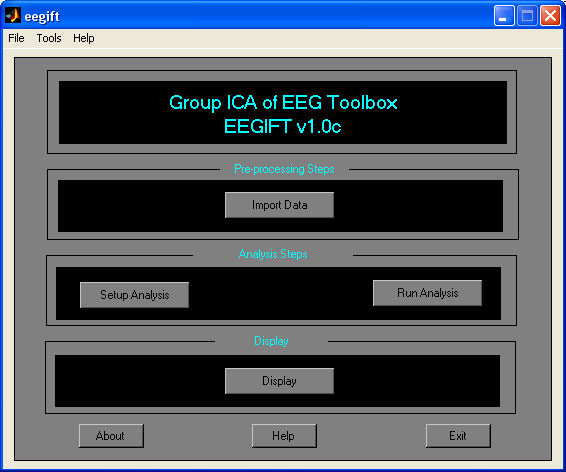 eegift
File Tools Help
Group ICA of EEG Toolbox
EEGIFT v1.0c
Pre-processing Steps
Import Data
Analysis Steps
Setup Analysis
Run Analysis
Display
Display
About
Help
Exit